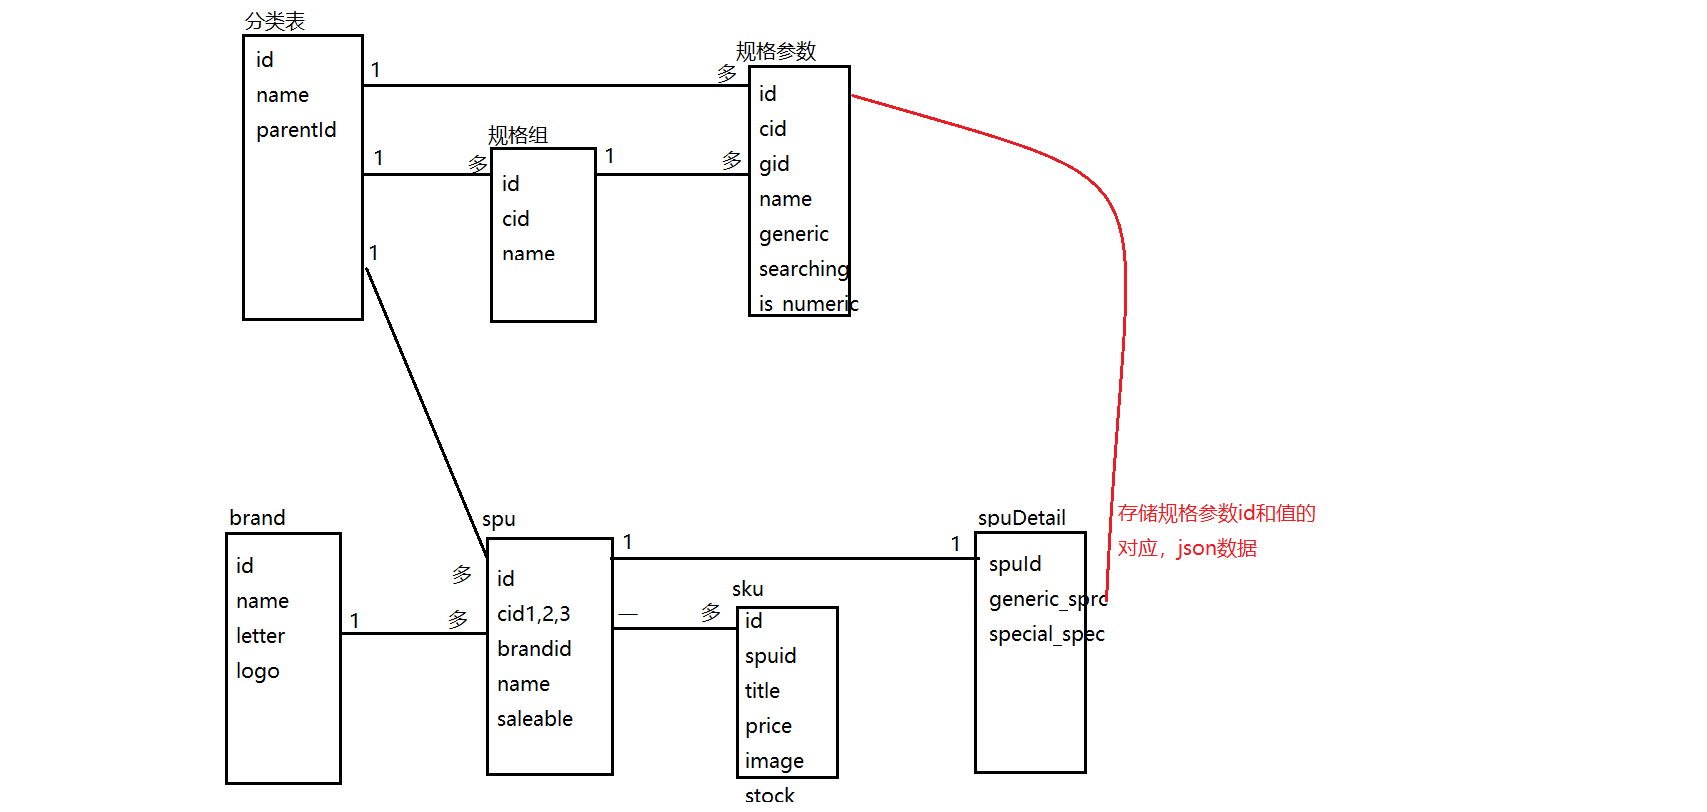 分类表
id
name
parentId
1
多
1
多
1
规格组
id
cid
name
1
多
规格参数
id
cid
gid
name
generic
searching
is_numeric
brand
id
name
letter
logo
1
多
多
spu
id
cid1,2,3
brandid
name
saleable
1
1
一
多
sku
id
spuid
title
price
image
stock
spuDetail
spuId
generic_sprc
special_spec
存储规格参数id和值的
对应，json数据